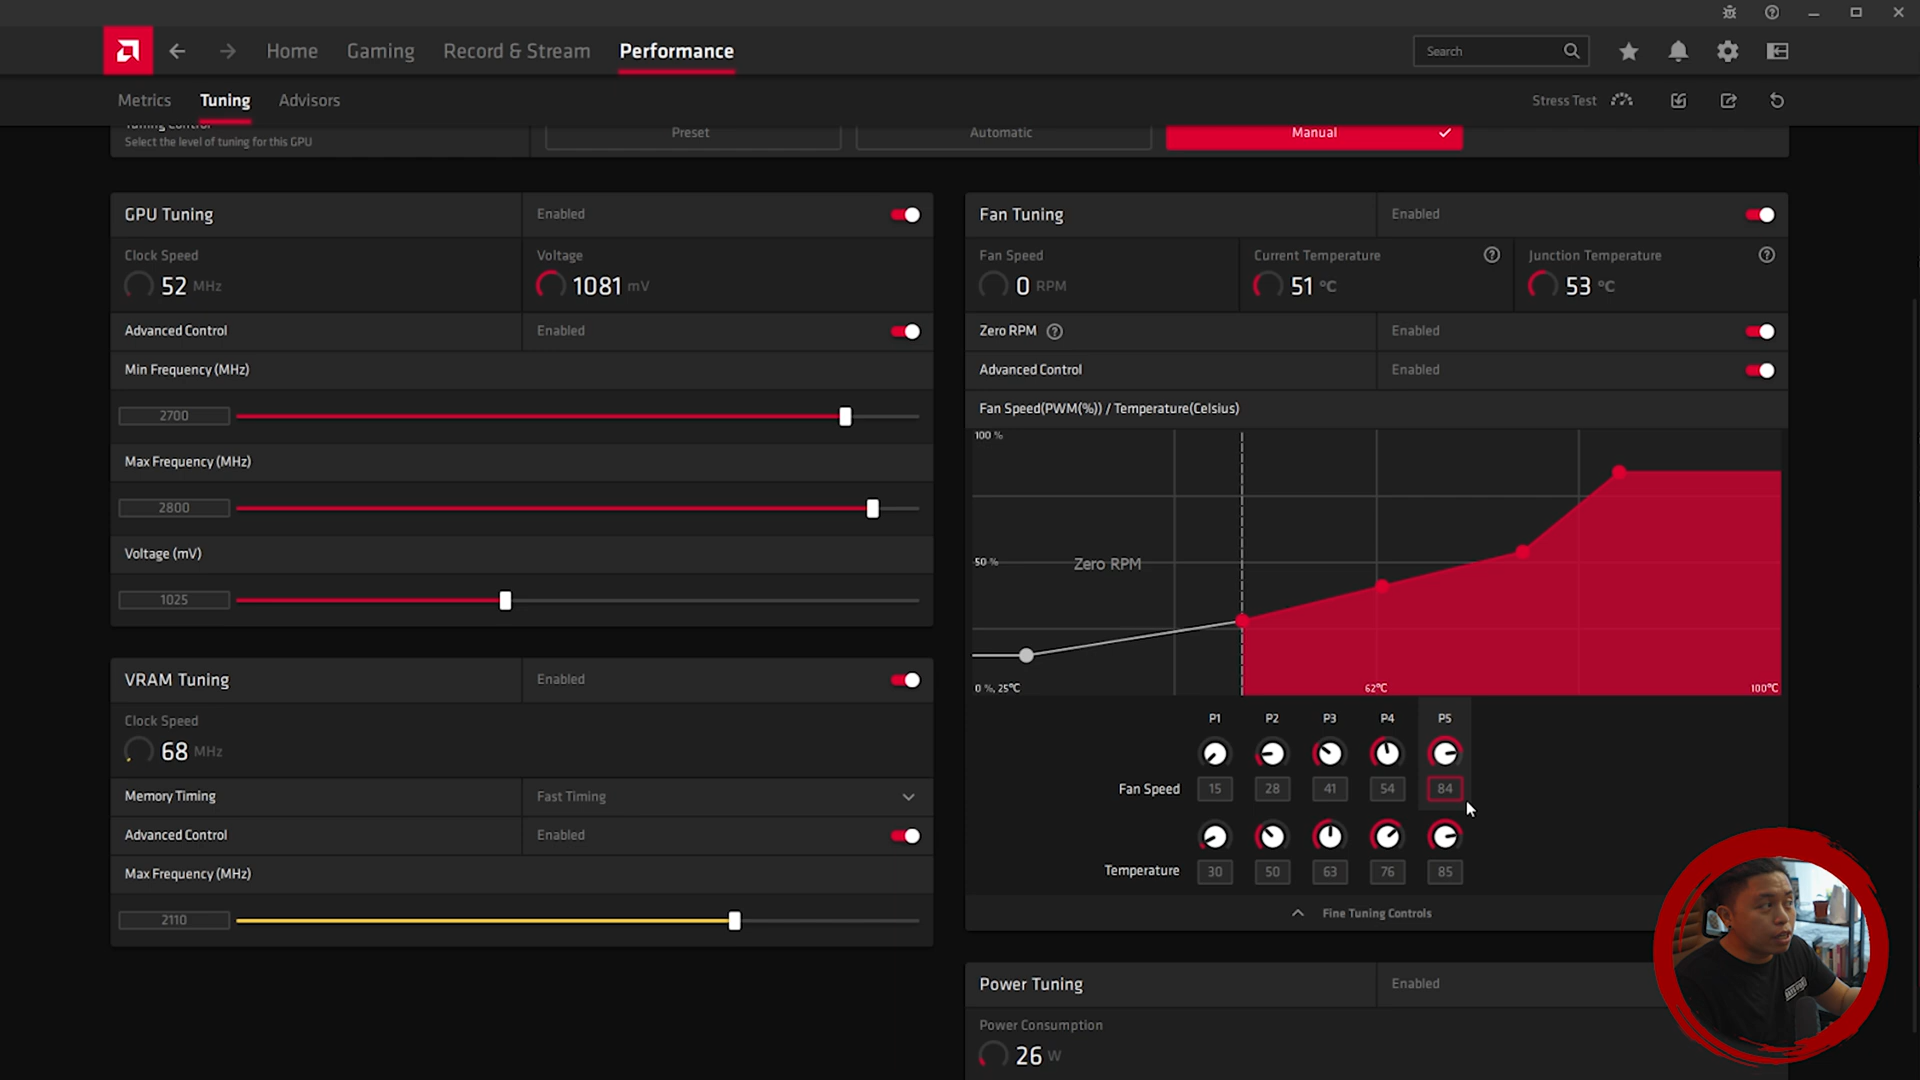 Home
Gaming
Record & Stream
Performance
Search
Metrics
Tuning
Advisors
Stress Test
Tuning Control
Select the level of tuning for this GPU
Preset
Automatic
Manual
GPU Tuning
Enabled
Clock Speed
52 MHz
Voltage
1081 mV
Advanced Control
Enabled
Min Frequency (MHz)
2700
Max Frequency (MHz)
2800
Voltage (mV)
1025
VRAM Tuning
Enabled
Clock Speed
68 MHz
Memory Timing
Fast Timing
Advanced Control
Enabled
Max Frequency (MHz)
2110
Fan Tuning
Enabled
Fan Speed
0 RPM
Current Temperature
51 °C
Junction Temperature
53 °C
Zero RPM
Enabled
Advanced Control
Enabled
Fan Speed(PWM(%)) / Temperature(Celsius)
100 %
50 %
Zero RPM
0 %, 25°C
62°C
100°C
P1 P2 P3 P4 P5
Fan Speed 15 28 41 54 84
Temperature 30 50 63 76 85
Fine Tuning Controls
Power Tuning
Enabled
Power Consumption
26 W